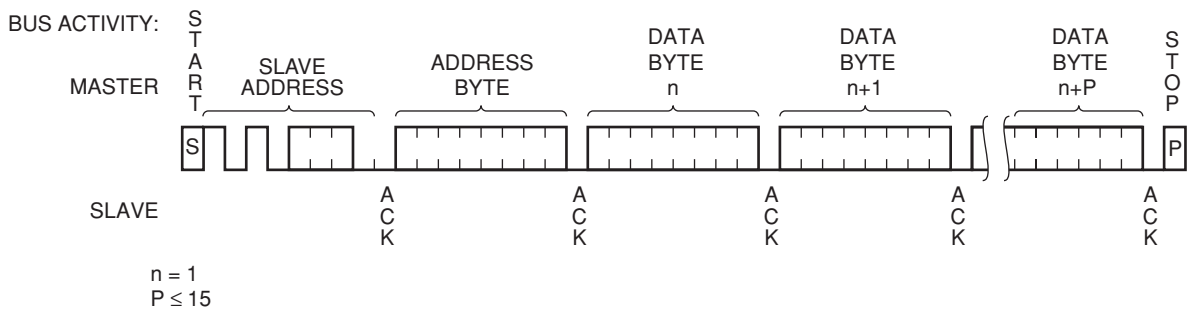 BUS ACTIVITY:
MASTER
START
SLAVE
ADDRESS
ADDRESS
BYTE
DATA
BYTE
n
DATA
BYTE
n+1
DATA
BYTE
n+P
STOP
S
P
SLAVE
ACK
ACK
ACK
ACK
ACK
n = 1
P ≤ 15